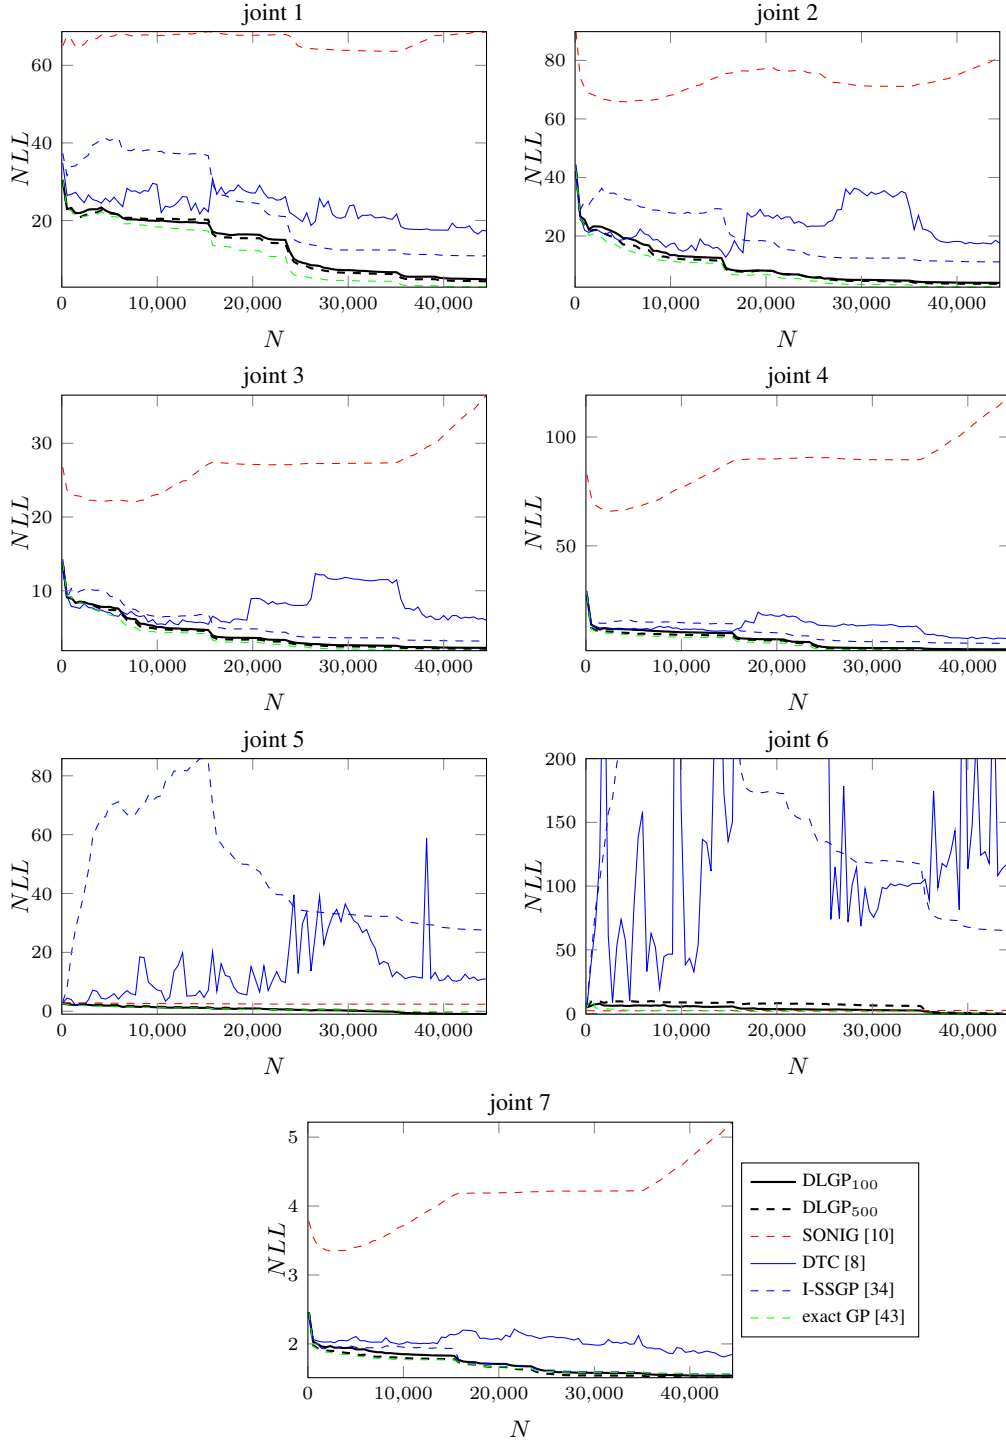 joint 1
60
40
20
NLL
0
10,000
20,000
30,000
40,000
N
joint 2
80
60
40
20
NLL
0
10,000
20,000
30,000
40,000
N
joint 3
30
20
10
NLL
0
10,000
20,000
30,000
40,000
N
joint 4
100
50
NLL
0
10,000
20,000
30,000
40,000
N
joint 5
80
60
40
20
0
NLL
0
10,000
20,000
30,000
40,000
N
joint 6
200
150
100
50
0
NLL
0
10,000
20,000
30,000
40,000
N
joint 7
5
4
3
2
NLL
0
10,000
20,000
30,000
40,000
N
DLGP100
DLGP500
SONIG [10]
DTC [8]
I-SSGP [34]
exact GP [43]